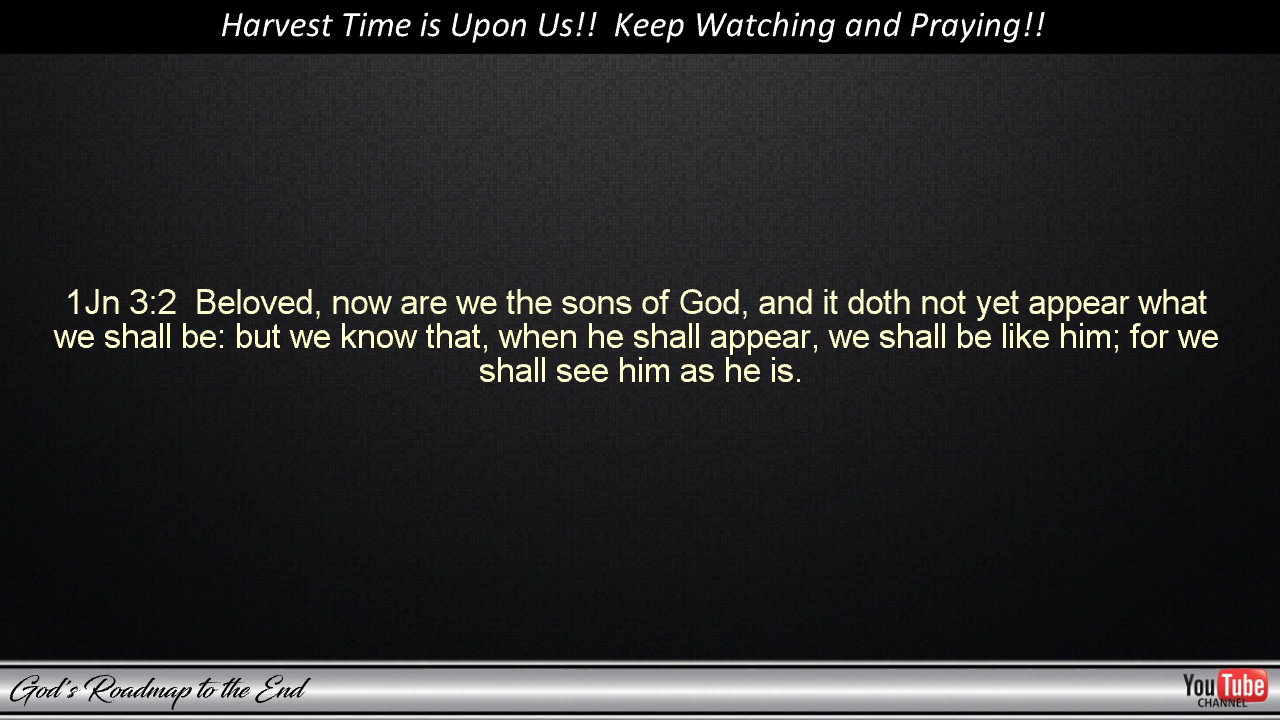 Harvest Time is Upon Us!!  Keep Watching and Praying!!
1Jn 3:2  Beloved, now are we the sons of God, and it doth not yet appear what
we shall be: but we know that, when he shall appear, we shall be like him; for we
shall see him as he is.
God's Roadmap to the End
YouTube
CHANNEL